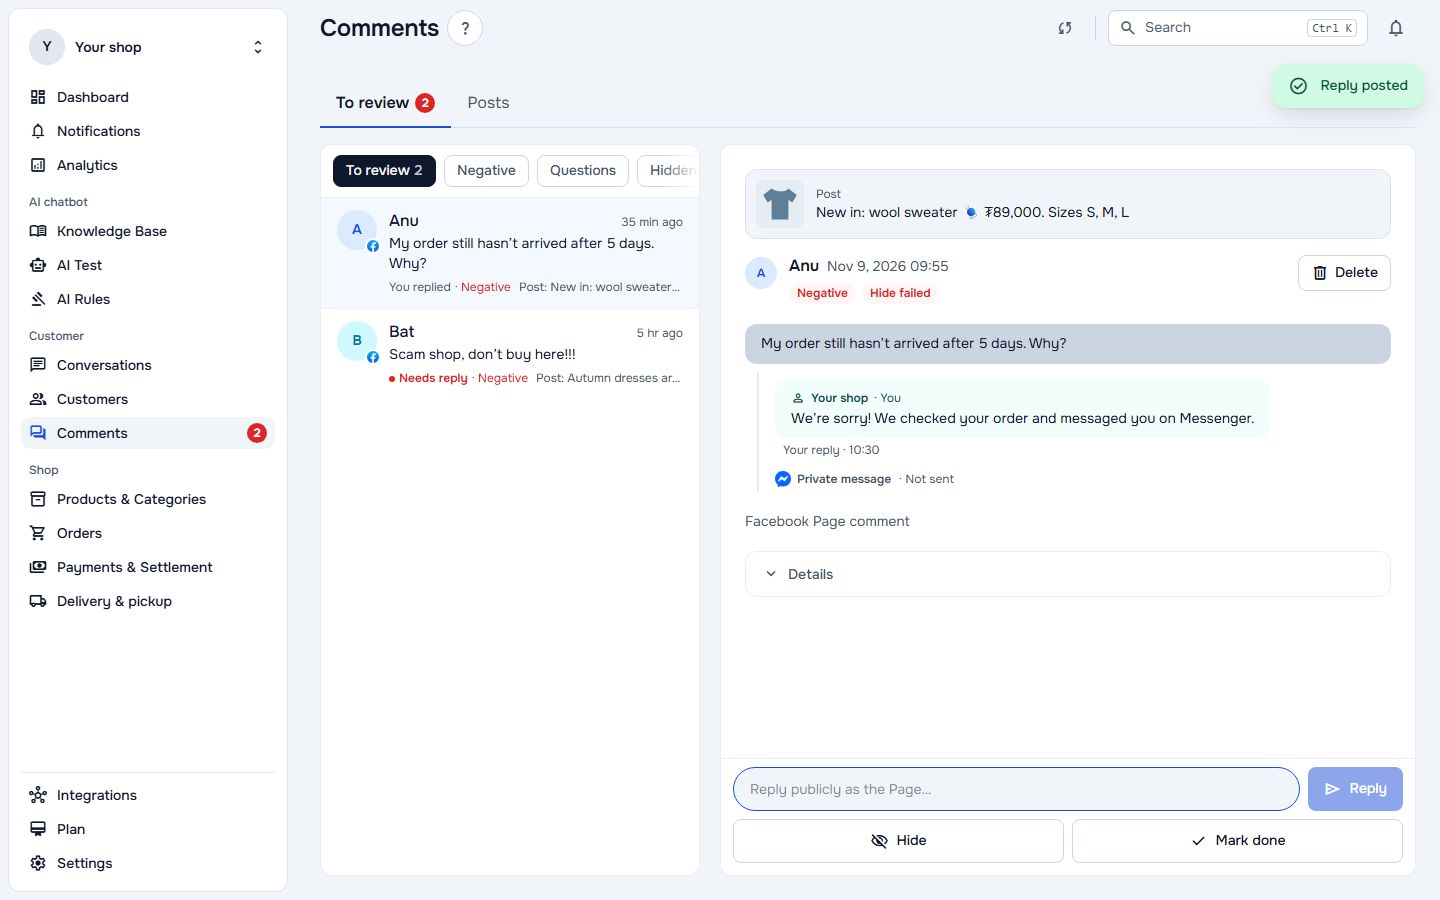 Y
Your shop
Dashboard
Notifications
Analytics
AI chatbot
Knowledge Base
AI Test
AI Rules
Customer
Conversations
Customers
Comments 2
Shop
Products & Categories
Orders
Payments & Settlement
Delivery & pickup
Integrations
Plan
Settings
Comments ?
Search Ctrl K
Reply posted
To review 2 Posts
To review 2 Negative Questions Hidden
A
Anu 35 min ago
My order still hasn't arrived after 5 days.
Why?
You replied · Negative Post: New in: wool sweater...
B
Bat 5 hr ago
Scam shop, don't buy here!!!
Needs reply · Negative Post: Autumn dresses ar...
Post
New in: wool sweater 🧶 ₮89,000. Sizes S, M, L
A
Anu Nov 9, 2026 09:55
Negative Hide failed
Delete
My order still hasn't arrived after 5 days. Why?
Your shop · You
We're sorry! We checked your order and messaged you on Messenger.
Your reply · 10:30
Private message · Not sent
Facebook Page comment
Details
Reply publicly as the Page...
Reply
Hide
Mark done